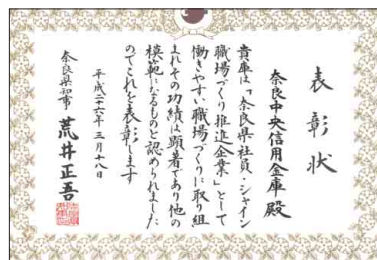 表彰状
奈良中央信用金庫 殿
貴庫は「奈良県社員・シャイン
職場づくり推進企業」として
働きやすい職場づくりに取り組
まれその功績は顕著であり他の
模範になるものと認められました
のでこれを表彰します
平成二十六年三月十八日
奈良県知事 荒井正吾